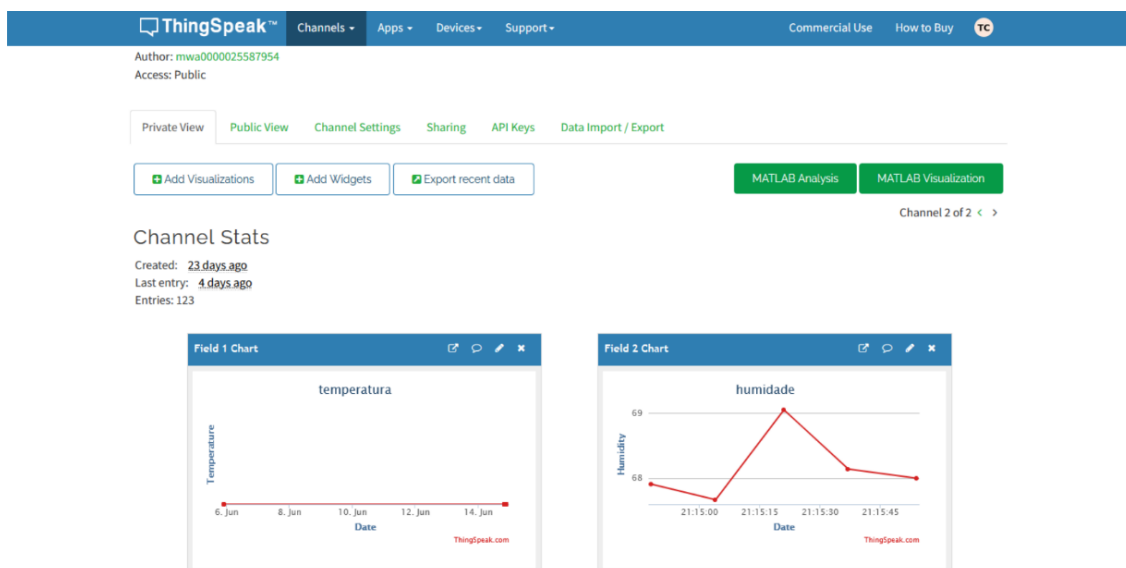 ThingSpeak™ Channels Apps Devices Support Commercial Use How to Buy TC
Author: mwa0000025587954
Access: Public
Private View Public View Channel Settings Sharing API Keys Data Import / Export
Add Visualizations Add Widgets Export recent data MATLAB Analysis MATLAB Visualization
Channel 2 of 2 < >
Channel Stats
Created: 23 days ago
Last entry: 4 days ago
Entries: 123
Field 1 Chart
temperatura
Temperature
6. Jun 8. Jun 10. Jun 12. Jun 14. Jun
Date
ThingSpeak.com
Field 2 Chart
humidade
69
Humidity
68
21:15:00 21:15:15 21:15:30 21:15:45
Date
ThingSpeak.com